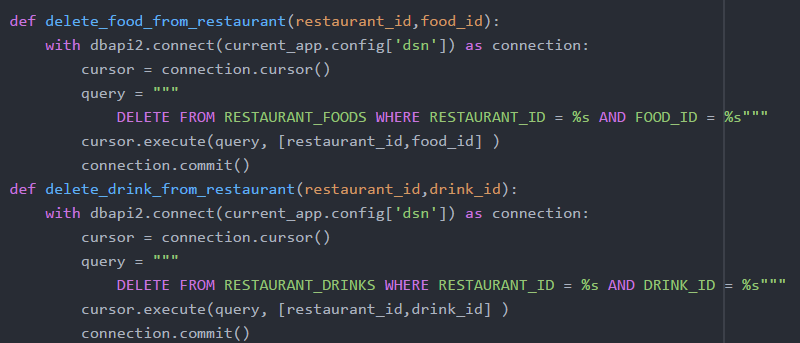 def delete_food_from_restaurant(restaurant_id,food_id):
    with dbapi2.connect(current_app.config['dsn']) as connection:
        cursor = connection.cursor()
        query = """
            DELETE FROM RESTAURANT_FOODS WHERE RESTAURANT_ID = %s AND FOOD_ID = %s"""
        cursor.execute(query, [restaurant_id,food_id] )
        connection.commit()
def delete_drink_from_restaurant(restaurant_id,drink_id):
    with dbapi2.connect(current_app.config['dsn']) as connection:
        cursor = connection.cursor()
        query = """
            DELETE FROM RESTAURANT_DRINKS WHERE RESTAURANT_ID = %s AND DRINK_ID = %s"""
        cursor.execute(query, [restaurant_id,drink_id] )
        connection.commit()